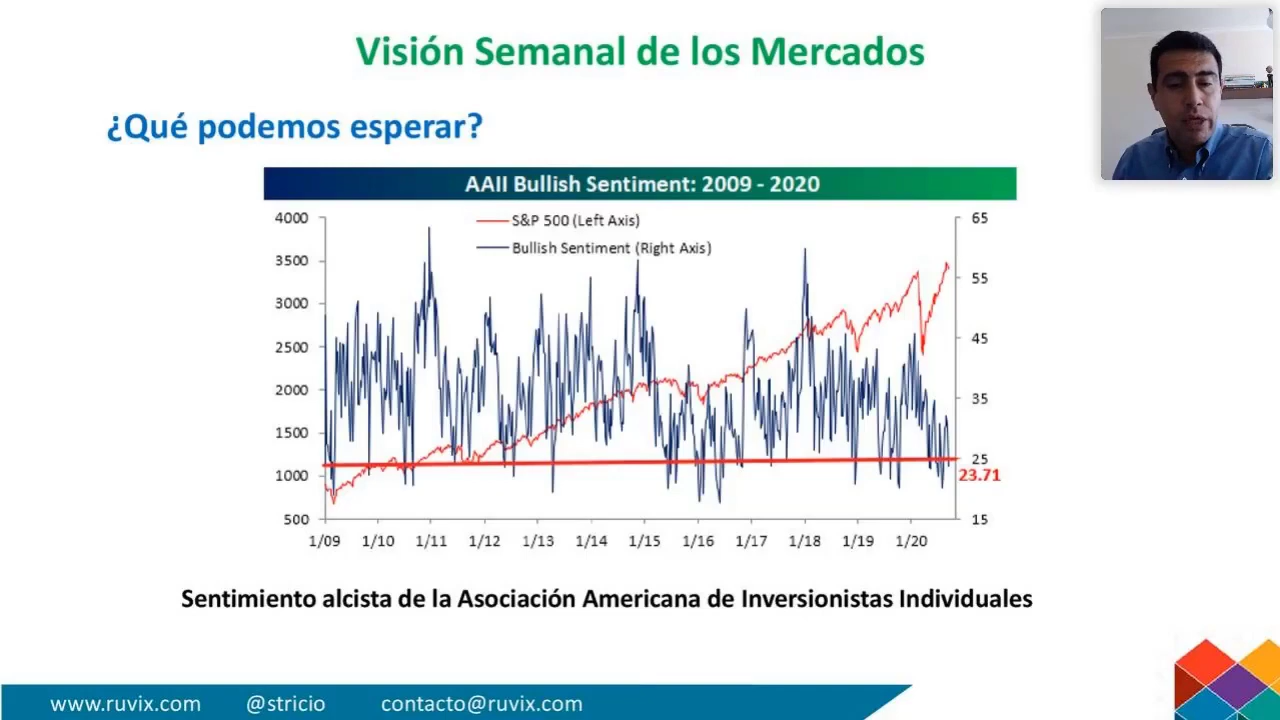 Visión Semanal de los Mercados
¿Qué podemos esperar?
AAII Bullish Sentiment: 2009 - 2020
S&P 500 (Left Axis)
Bullish Sentiment (Right Axis)
4000
3500
3000
2500
2000
1500
1000
500
65
55
45
35
25
23.71
15
1/09 1/10 1/11 1/12 1/13 1/14 1/15 1/16 1/17 1/18 1/19 1/20
Sentimiento alcista de la Asociación Americana de Inversionistas Individuales
www.ruvix.com @stricio contacto@ruvix.com